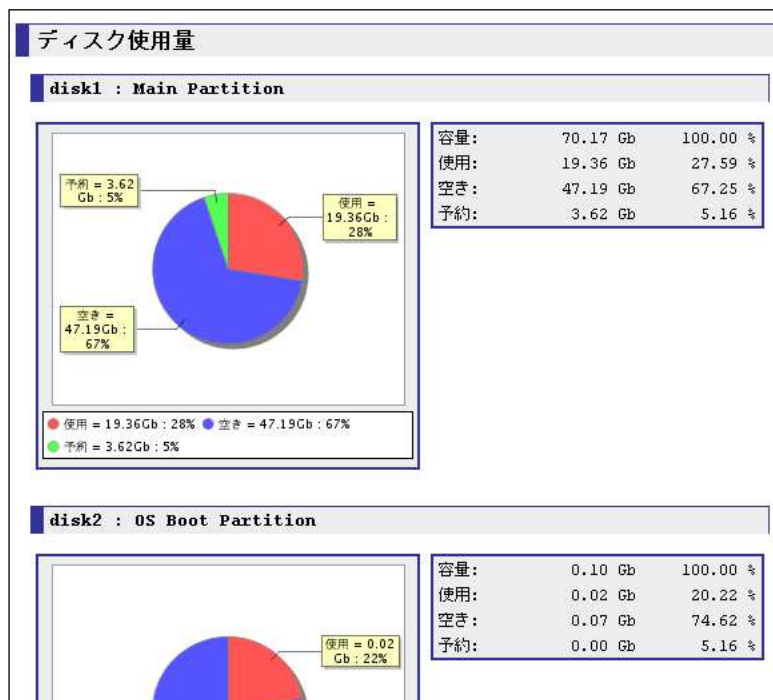 ディスク使用量
disk1 : Main Partition
予約 = 3.62
Gb : 5%
使用 =
19.36Gb :
28%
空き =
47.19Gb :
67%
使用 = 19.36Gb : 28% 空き = 47.19Gb : 67%
予約 = 3.62Gb : 5%
容量: 70.17 Gb 100.00 %
使用: 19.36 Gb 27.59 %
空き: 47.19 Gb 67.25 %
予約: 3.62 Gb 5.16 %
disk2 : OS Boot Partition
使用 = 0.02
Gb : 22%
容量: 0.10 Gb 100.00 %
使用: 0.02 Gb 20.22 %
空き: 0.07 Gb 74.62 %
予約: 0.00 Gb 5.16 %